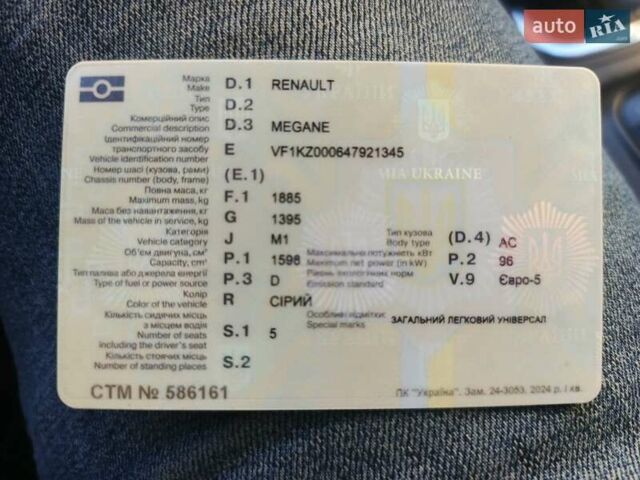 auto RIA.com
Марка
Make D.1 RENAULT
Тип
Type D.2
Комерційний опис
Commercial description D.3 MEGANE
Ідентифікаційний номер
транспортного засобу
Vehicle identification number E VF1KZ000647921345
Номер шасі (кузова, рами)
Chassis number (body, frame) (E.1)
MIA UKRAINE
Повна маса, кг
Maximum mass, kg F.1 1885
Маса без навантаження, кг
Mass of the vehicle in service, kg G 1395
Категорія
Vehicle category J M1
Тип кузова
Body type (D.4) AC
Об'єм двигуна, см³
Capacity, cm³ P.1 1598
Максимальна потужність, кВт
Maximum net power (in kW) P.2 96
Тип палива або джерела енергії
Type of fuel or power source P.3 D
Рівень екологічних норм
Emission standard V.9 Євро-5
Колір
Color of the vehicle R СІРИЙ
Кількість сидячих місць
з місцем водія
Number of seats
including the driver's seat S.1 5
Особливі відмітки
Special marks ЗАГАЛЬНИЙ ЛЕГКОВИЙ УНІВЕРСАЛ
Кількість стоячих місць
Number of standing places S.2
СТМ № 586161
ПК "Україна". Зам. 24-3053. 2024 р. І кв.